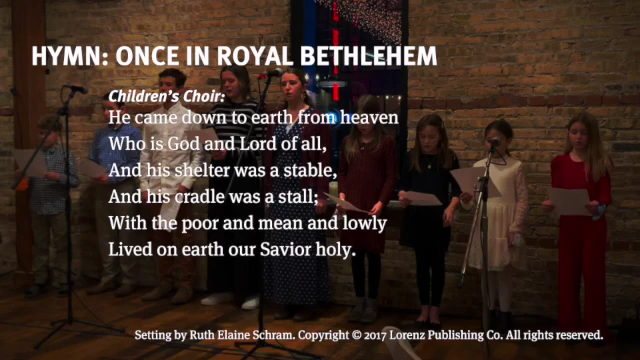 HYMN: ONCE IN ROYAL BETHLEHEM
Children's Choir:
He came down to earth from heaven
Who is God and Lord of all,
And his shelter was a stable,
And his cradle was a stall;
With the poor and mean and lowly
Lived on earth our Savior holy.
Setting by Ruth Elaine Schram. Copyright © 2017 Lorenz Publishing Co. All rights reserved.